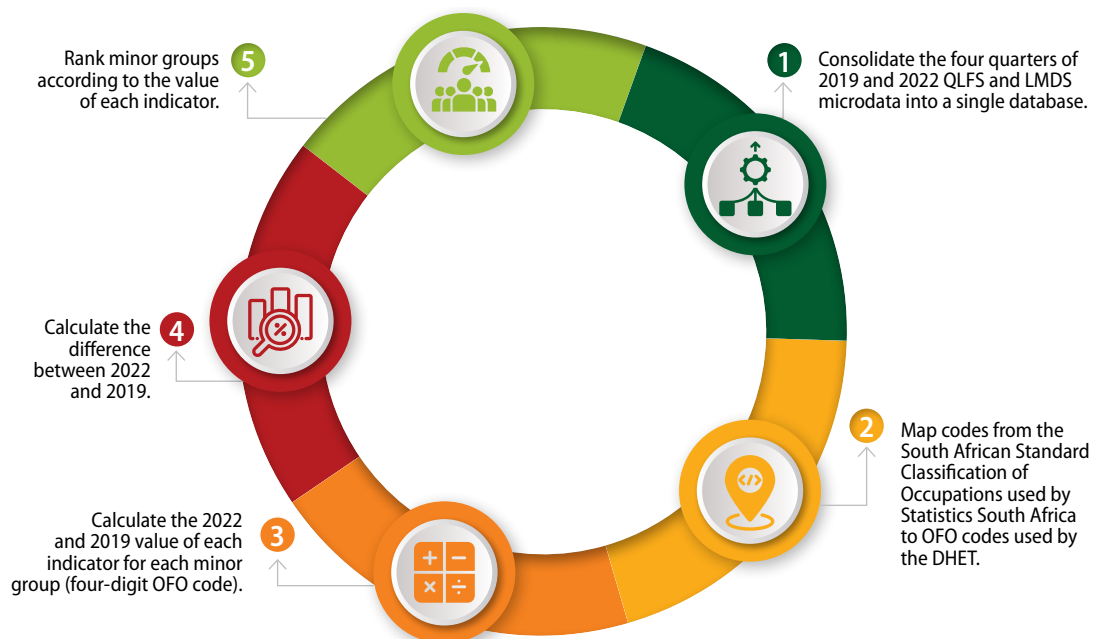 1
Consolidate the four quarters of
2019 and 2022 QLFS and LMDS
microdata into a single database.
2
Map codes from the
South African Standard
Classification of
Occupations used by
Statistics South Africa
to OFO codes used by
the DHET.
3
Calculate the 2022
and 2019 value of each
indicator for each minor
group (four-digit OFO code).
4
Calculate the
difference
between 2022
and 2019.
5
Rank minor groups
according to the value
of each indicator.